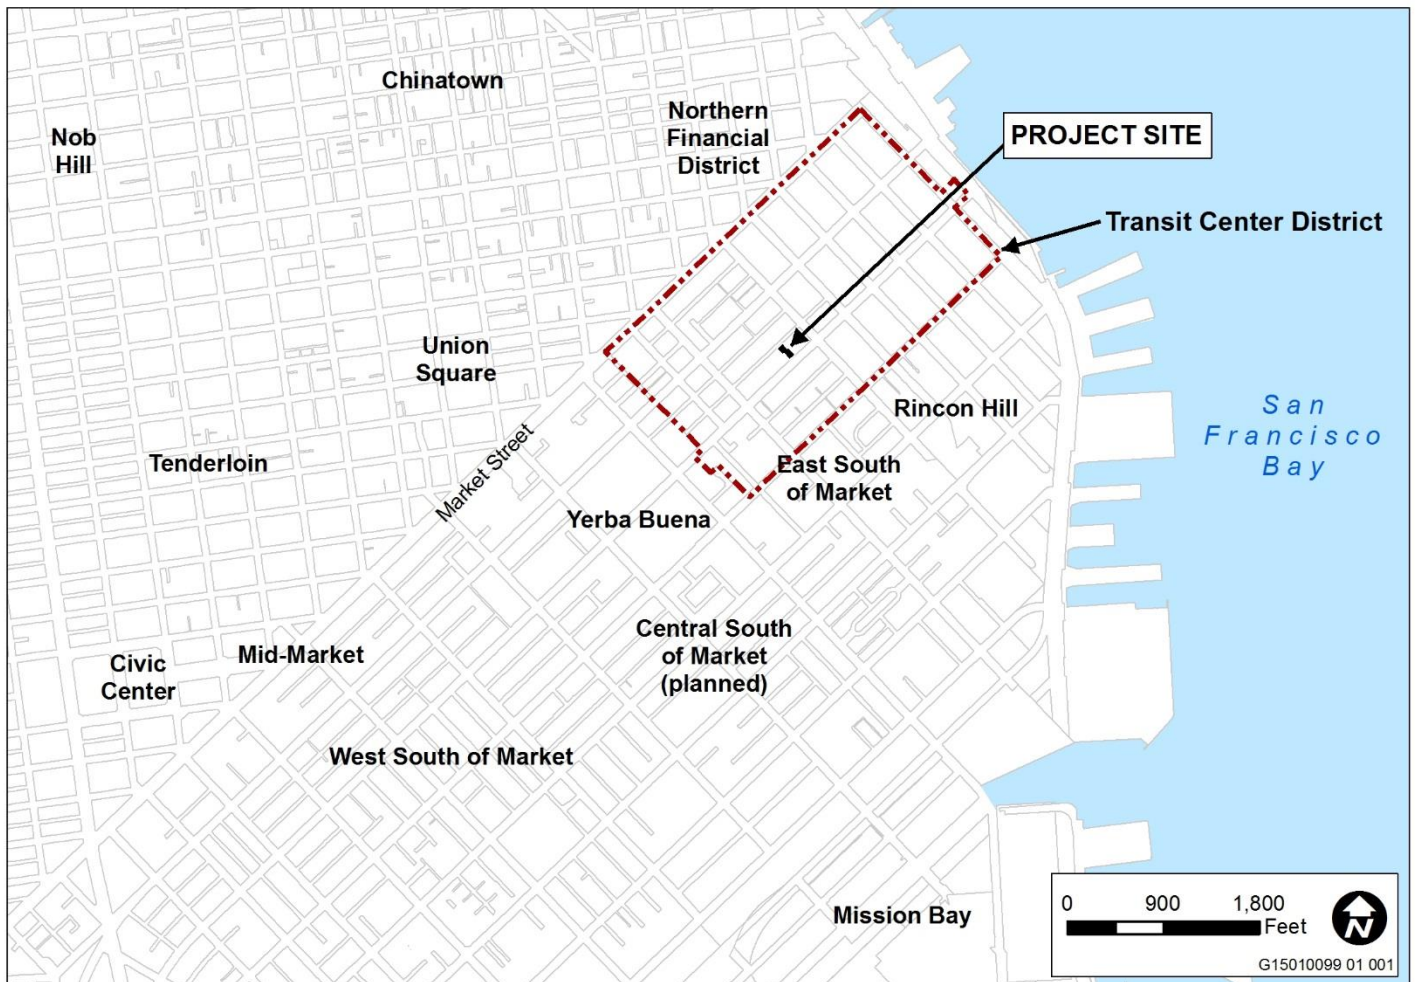 Chinatown
Nob
Hill
Northern
Financial
District
PROJECT SITE
Transit Center District
Union
Square
Rincon Hill
San
Francisco
Bay
Tenderloin
Market Street
East South
of Market
Yerba Buena
Central South
of Market
(planned)
Civic
Center
Mid-Market
West South of Market
Mission Bay
0 900 1,800
Feet
N
G15010099 01 001